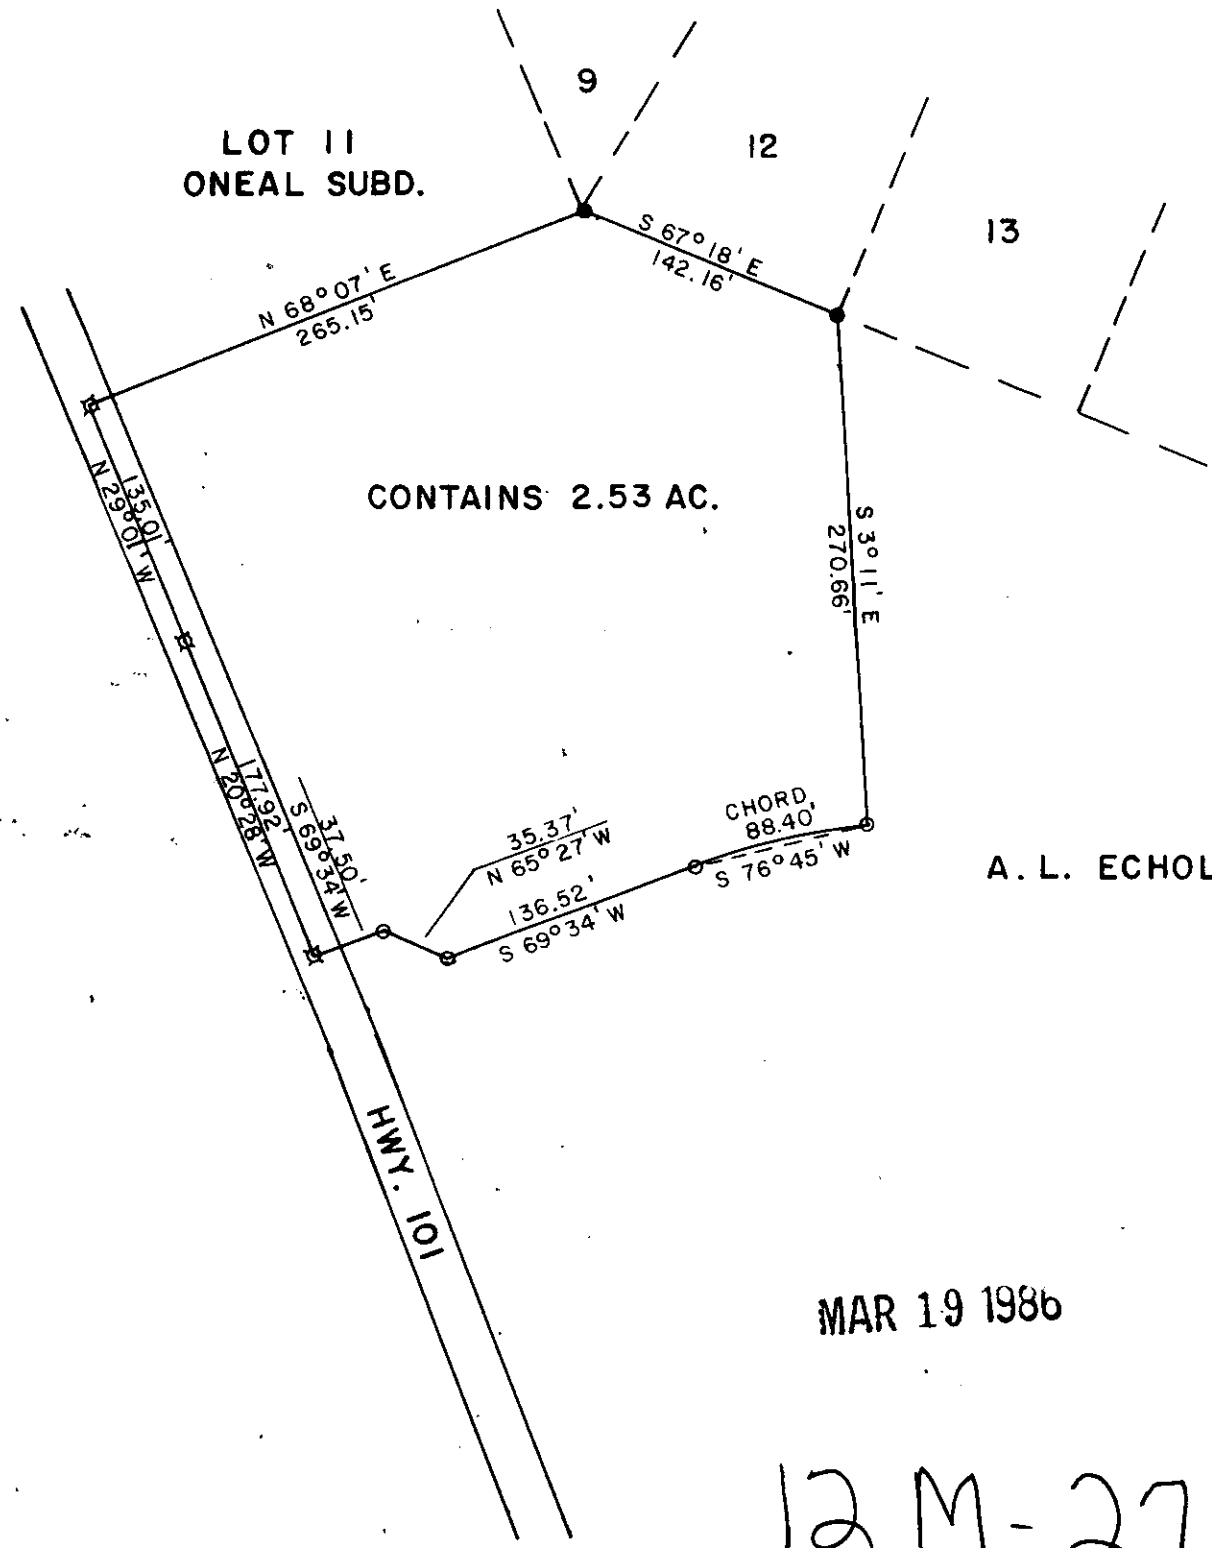 9
12
13
LOT 11
ONEAL SUBD.
N 68° 07' E
265.15'
S 67° 18' E
142.16'
135.01'
N 29° 01' W
CONTAINS 2.53 AC.
S 3° 11' E
270.66'
177.92'
N 20° 28' W
37.50'
S 69° 34' W
35.37'
N 65° 27' W
136.52'
S 69° 34' W
CHORD
88.40'
S 76° 45' W
A. L. ECHOL
HWY. 101
MAR 19 1986
12 M-27